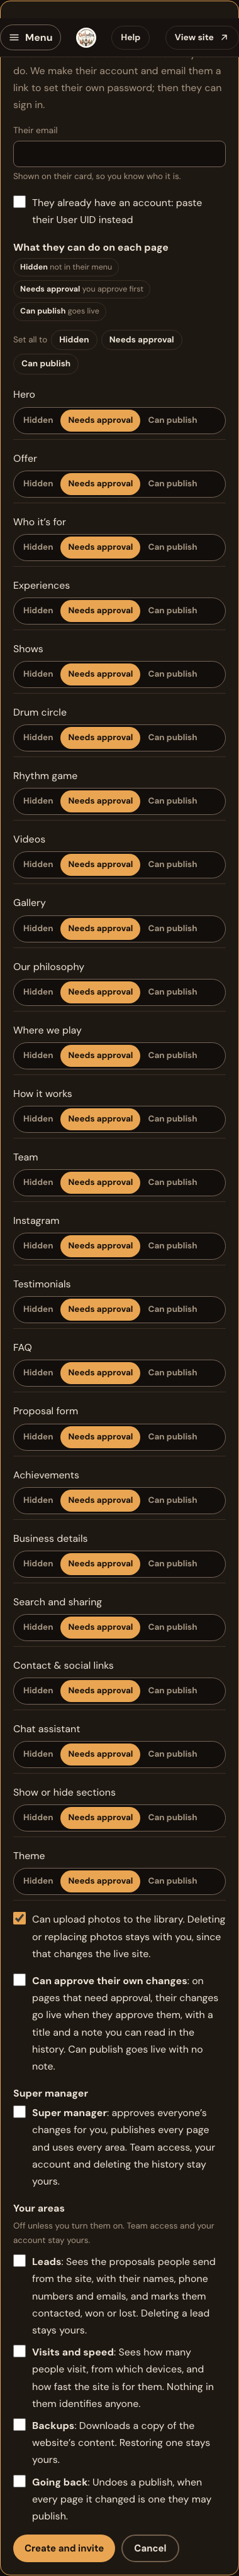 Menu
Help
View site ↗
do. We make their account and email them a
link to set their own password; then they can
sign in.
Their email
Shown on their card, so you know who it is.
They already have an account: paste
their User UID instead
What they can do on each page
Hidden not in their menu
Needs approval you approve first
Can publish goes live
Set all to Hidden Needs approval
Can publish
Hero
Hidden Needs approval Can publish
Offer
Hidden Needs approval Can publish
Who it’s for
Hidden Needs approval Can publish
Experiences
Hidden Needs approval Can publish
Shows
Hidden Needs approval Can publish
Drum circle
Hidden Needs approval Can publish
Rhythm game
Hidden Needs approval Can publish
Videos
Hidden Needs approval Can publish
Gallery
Hidden Needs approval Can publish
Our philosophy
Hidden Needs approval Can publish
Where we play
Hidden Needs approval Can publish
How it works
Hidden Needs approval Can publish
Team
Hidden Needs approval Can publish
Instagram
Hidden Needs approval Can publish
Testimonials
Hidden Needs approval Can publish
FAQ
Hidden Needs approval Can publish
Proposal form
Hidden Needs approval Can publish
Achievements
Hidden Needs approval Can publish
Business details
Hidden Needs approval Can publish
Search and sharing
Hidden Needs approval Can publish
Contact & social links
Hidden Needs approval Can publish
Chat assistant
Hidden Needs approval Can publish
Show or hide sections
Hidden Needs approval Can publish
Theme
Hidden Needs approval Can publish
Can upload photos to the library. Deleting
or replacing photos stays with you, since
that changes the live site.
Can approve their own changes: on
pages that need approval, their changes
go live when they approve them, with a
title and a note you can read in the
history. Can publish goes live with no
note.
Super manager
Super manager: approves everyone’s
changes for you, publishes every page
and uses every area. Team access, your
account and deleting the history stay
yours.
Your areas
Off unless you turn them on. Team access and your
account stay yours.
Leads: Sees the proposals people send
from the site, with their names, phone
numbers and emails, and marks them
contacted, won or lost. Deleting a lead
stays yours.
Visits and speed: Sees how many
people visit, from which devices, and
how fast the site is for them. Nothing in
them identifies anyone.
Backups: Downloads a copy of the
website’s content. Restoring one stays
yours.
Going back: Undoes a publish, when
every page it changed is one they may
publish.
Create and invite
Cancel